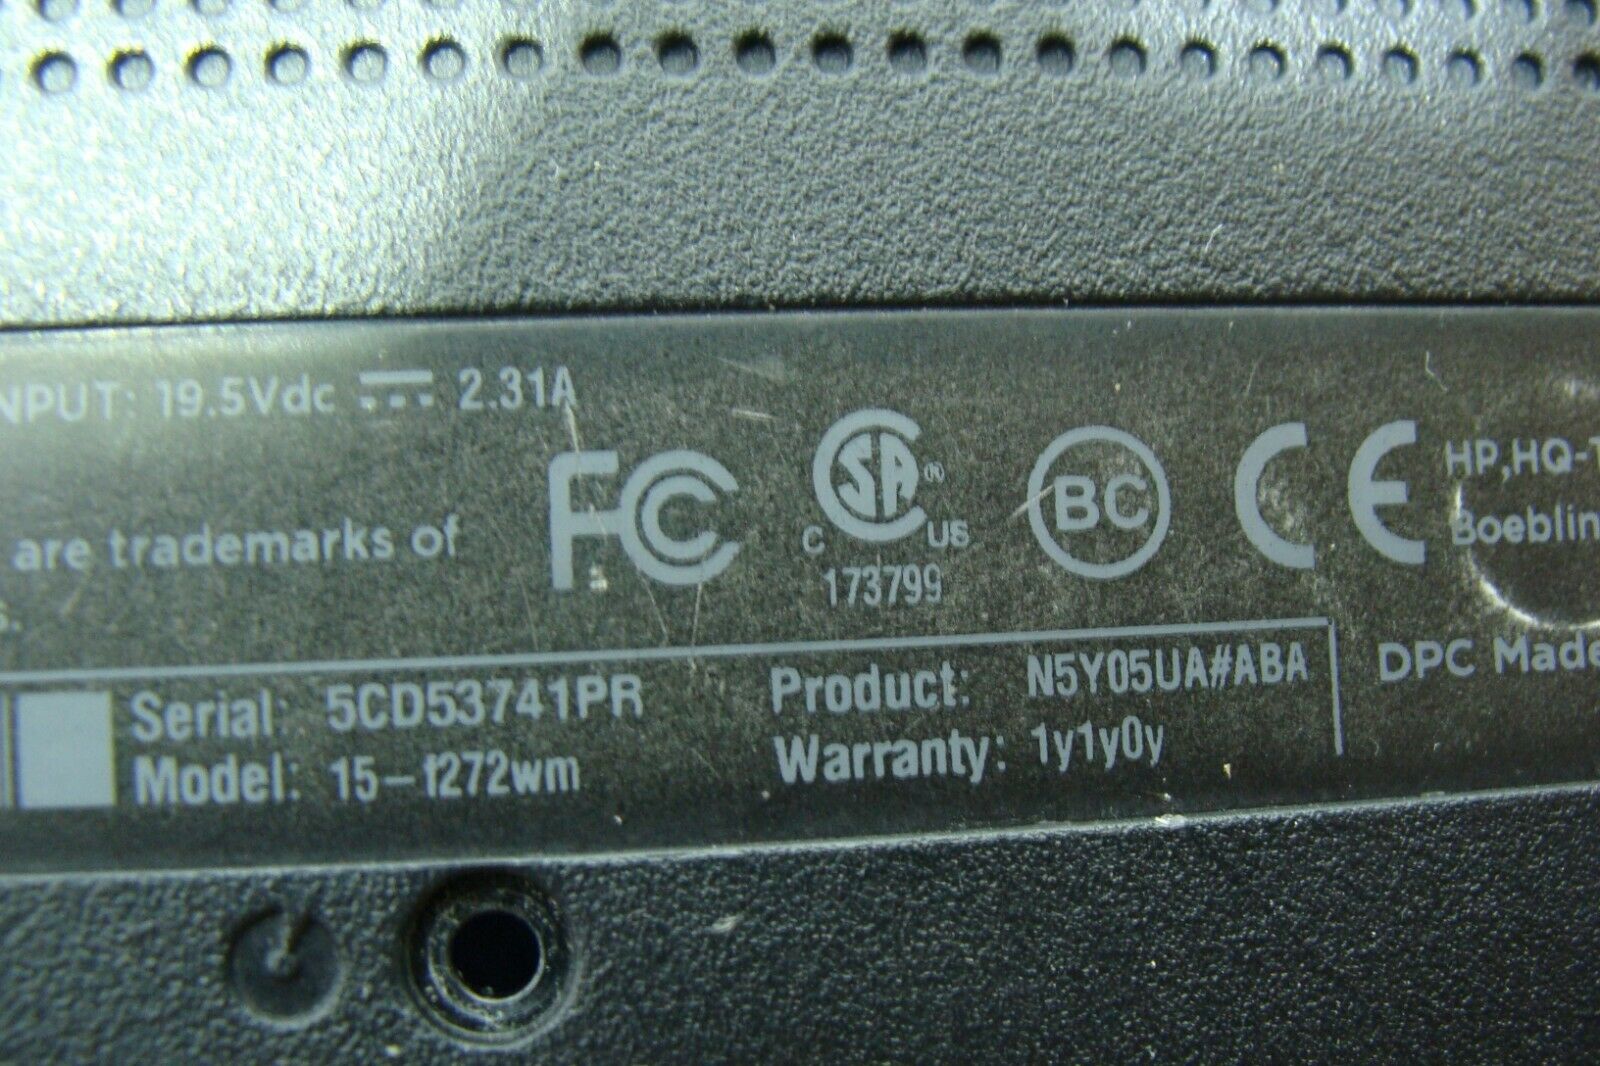 NPUT: 19.5Vdc 2.31A
are trademarks of
s.
FC
SA®
C US
173799
BC
CE
HP,HQ-T
Boeblin
Serial: 5CD53741PR
Model: 15-f272wm
Product: N5Y05UA#ABA
Warranty: 1y1y0y
DPC Made